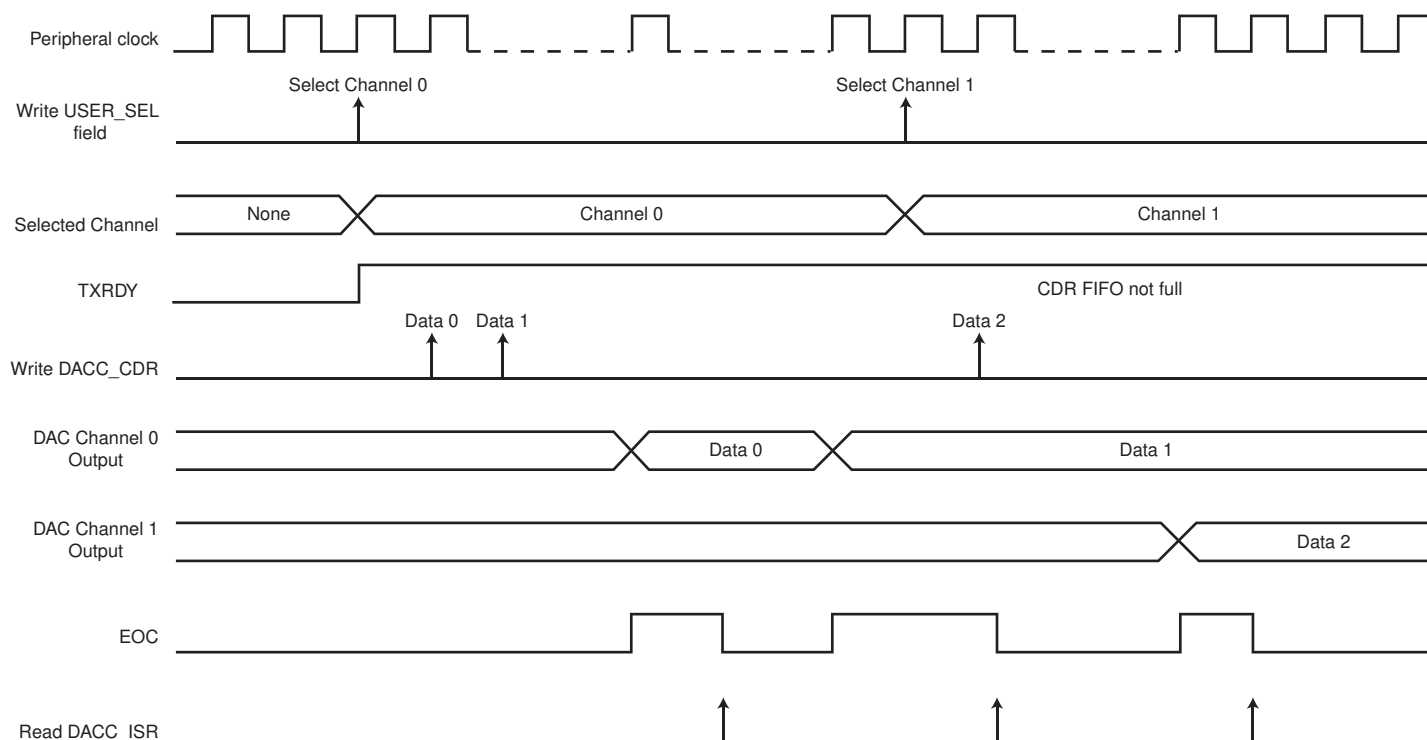 Peripheral clock
Select Channel 0
Select Channel 1
Write USER_SEL
field
Selected Channel
None
Channel 0
Channel 1
TXRDY
CDR FIFO not full
Data 0
Data 1
Data 2
Write DACC_CDR
DAC Channel 0
Output
Data 0
Data 1
DAC Channel 1
Output
Data 2
EOC
Read DACC_ISR